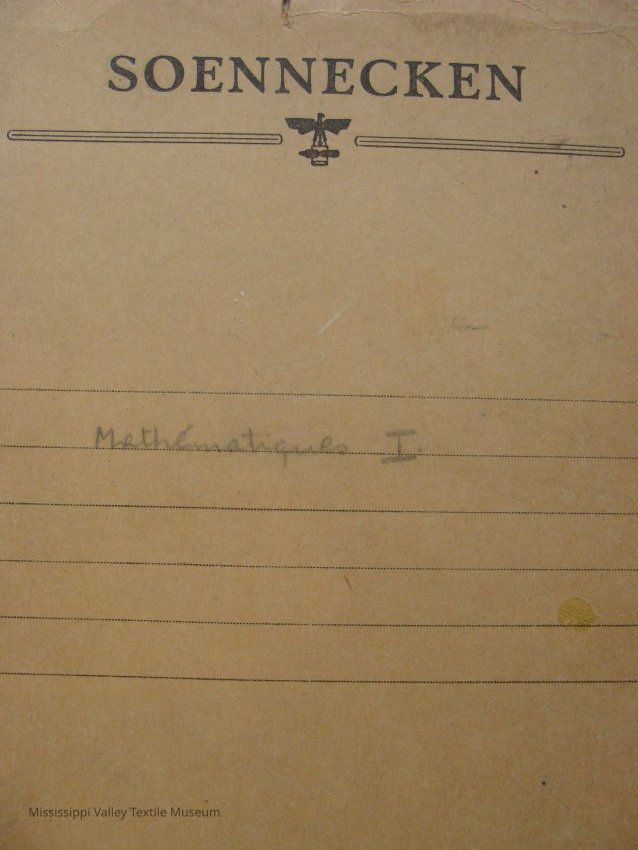 SOENNECKEN
Mathématiques I.
Mississippi Valley Textile Museum